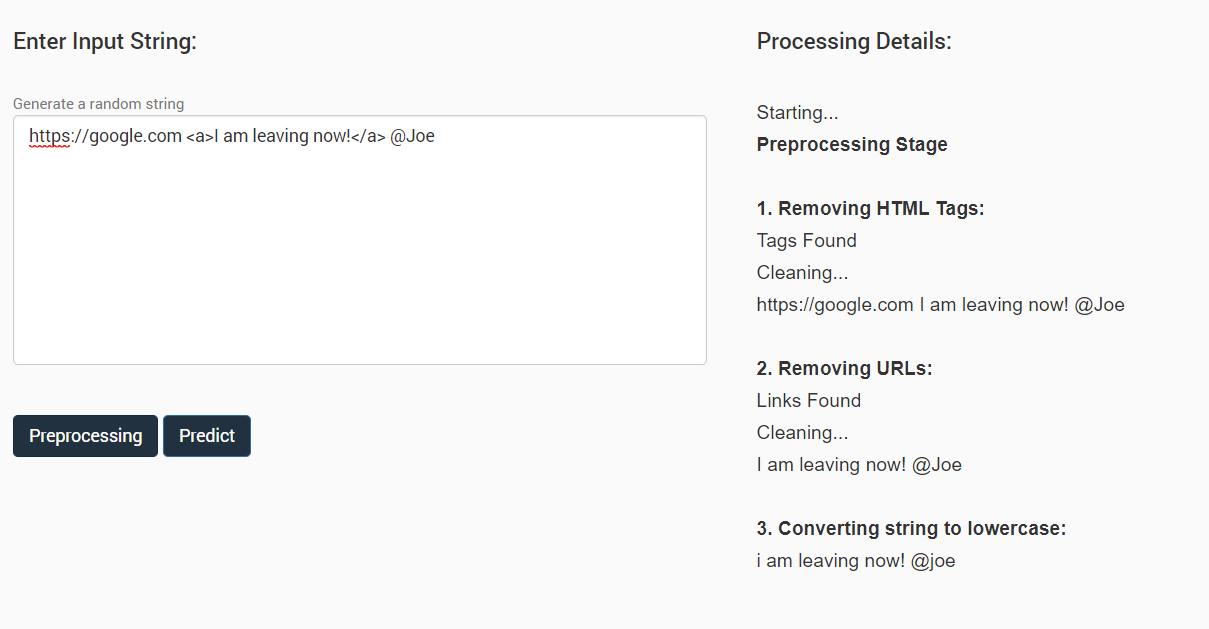 Enter Input String:
Generate a random string
https://google.com <a>I am leaving now!</a> @Joe
Preprocessing
Predict
Processing Details:
Starting...
Preprocessing Stage
1. Removing HTML Tags:
Tags Found
Cleaning...
https://google.com I am leaving now! @Joe
2. Removing URLs:
Links Found
Cleaning...
I am leaving now! @Joe
3. Converting string to lowercase:
i am leaving now! @joe